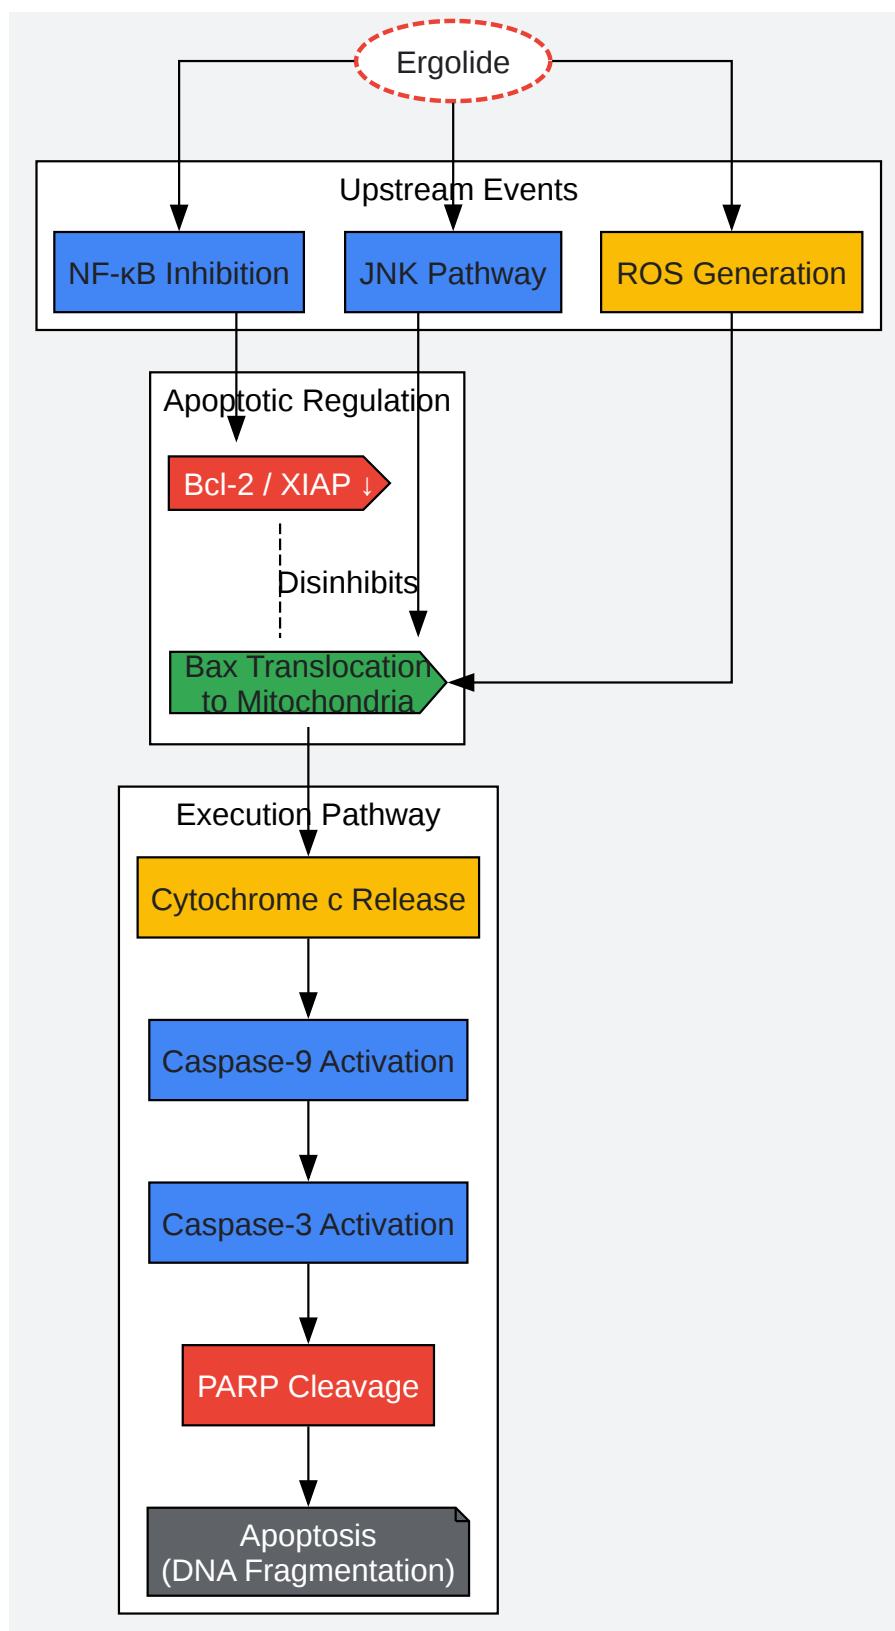 Ergolide
Upstream Events
NF-κB Inhibition
JNK Pathway
ROS Generation
Apoptotic Regulation
Bcl-2 / XIAP ↓
Disinhibits
Bax Translocation
to Mitochondria
Execution Pathway
Cytochrome c Release
Caspase-9 Activation
Caspase-3 Activation
PARP Cleavage
Apoptosis
(DNA Fragmentation)